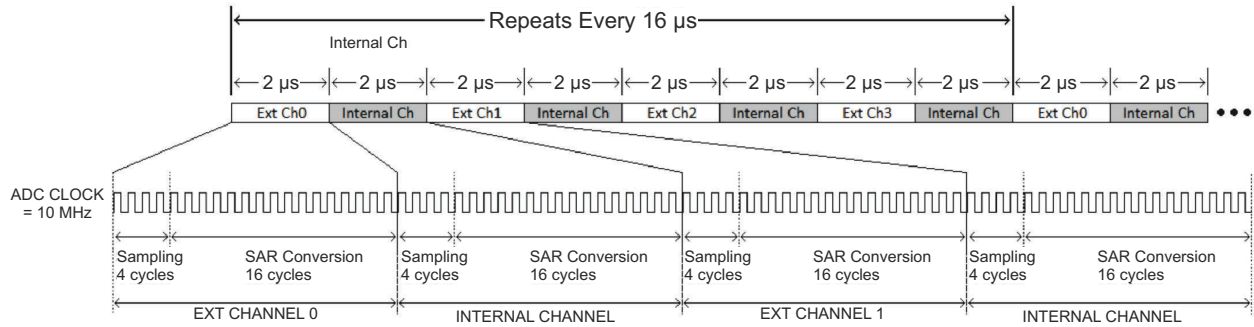 Repeats Every 16 µs
Internal Ch
2 µs 2 µs 2 µs 2 µs 2 µs 2 µs 2 µs 2 µs 2 µs 2 µs
Ext Ch0 Internal Ch Ext Ch1 Internal Ch Ext Ch2 Internal Ch Ext Ch3 Internal Ch Ext Ch0 Internal Ch
ADC CLOCK
= 10 MHz
Sampling SAR Conversion Sampling SAR Conversion Sampling SAR Conversion Sampling SAR Conversion
4 cycles 16 cycles 4 cycles 16 cycles 4 cycles 16 cycles 4 cycles 16 cycles
EXT CHANNEL 0 INTERNAL CHANNEL EXT CHANNEL 1 INTERNAL CHANNEL